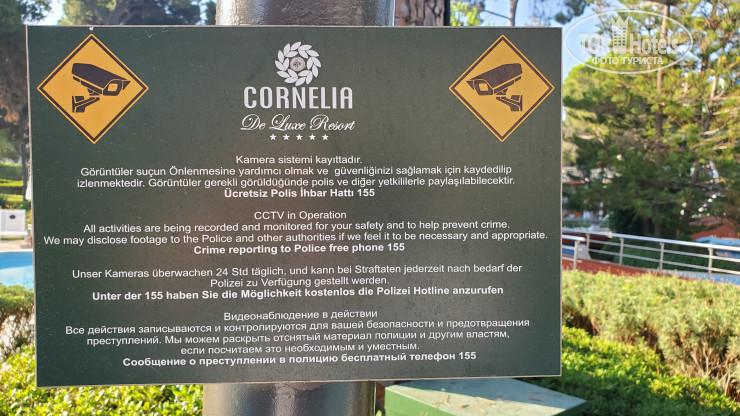 TOPHotels
ФОТО ТУРИСТА
CORNELIA
De Luxe Resort
Kamera sistemi kayıttadır.
Görüntüler suçun Önlenmesine yardımcı olmak ve güvenliğinizi sağlamak için kaydedilip
izlenmektedir. Görüntüler gerekli görüldüğünde polis ve diğer yetkililerle paylaşılabilecektir.
Ücretsiz Polis İhbar Hattı 155
CCTV in Operation
All activities are being recorded and monitored for your safety and to help prevent crime.
We may disclose footage to the Police and other authorities if we feel it to be necessary and appropriate.
Crime reporting to Police free phone 155
Unser Kameras überwachen 24 Std täglich, und kann bei Straftaten jederzeit nach bedarf der
Polizei zu Verfügung gestellt werden.
Unter der 155 haben Sie die Möglichkeit kostenlos die Polizei Hotline anzurufen
Видеонаблюдение в действии
Все действия записываются и контролируются для вашей безопасности и предотвращения
преступлений. Мы можем раскрыть отснятый материал полиции и другим властям,
если посчитаем это необходимым и уместным.
Сообщение о преступлении в полицию бесплатный телефон 155